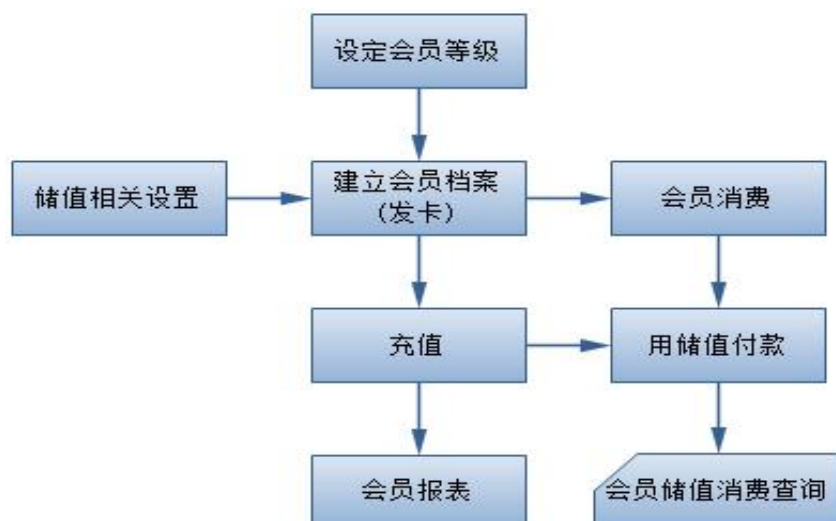 设定会员等级
储值相关设置
建立会员档案
(发卡)
会员消费
充值
用储值付款
会员报表
会员储值消费查询